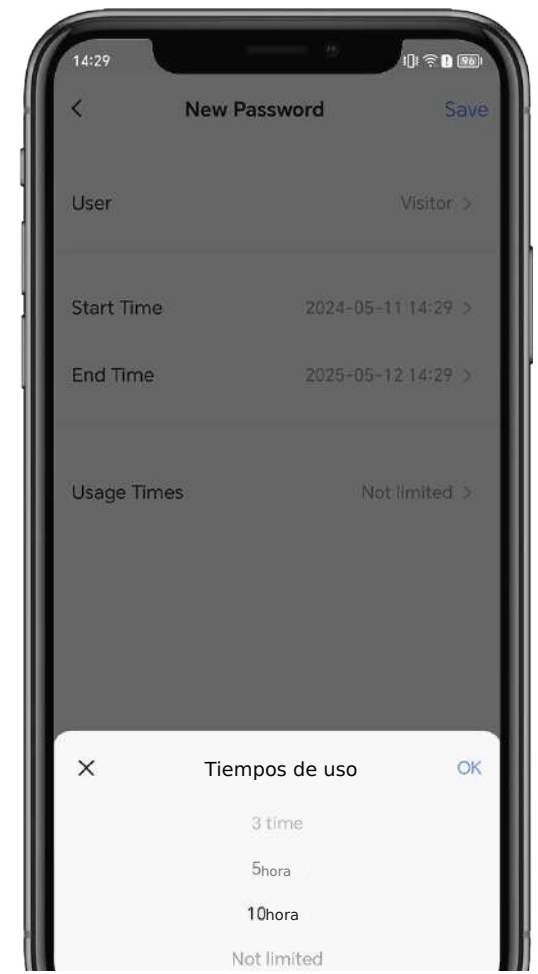 14:29
96
New Password Save
User Visitor
Start Time 2024-05-11 14:29
End Time 2025-05-12 14:29
Usage Times Not limited
Tiempos de uso OK
3 time
5hora
10hora
Not limited